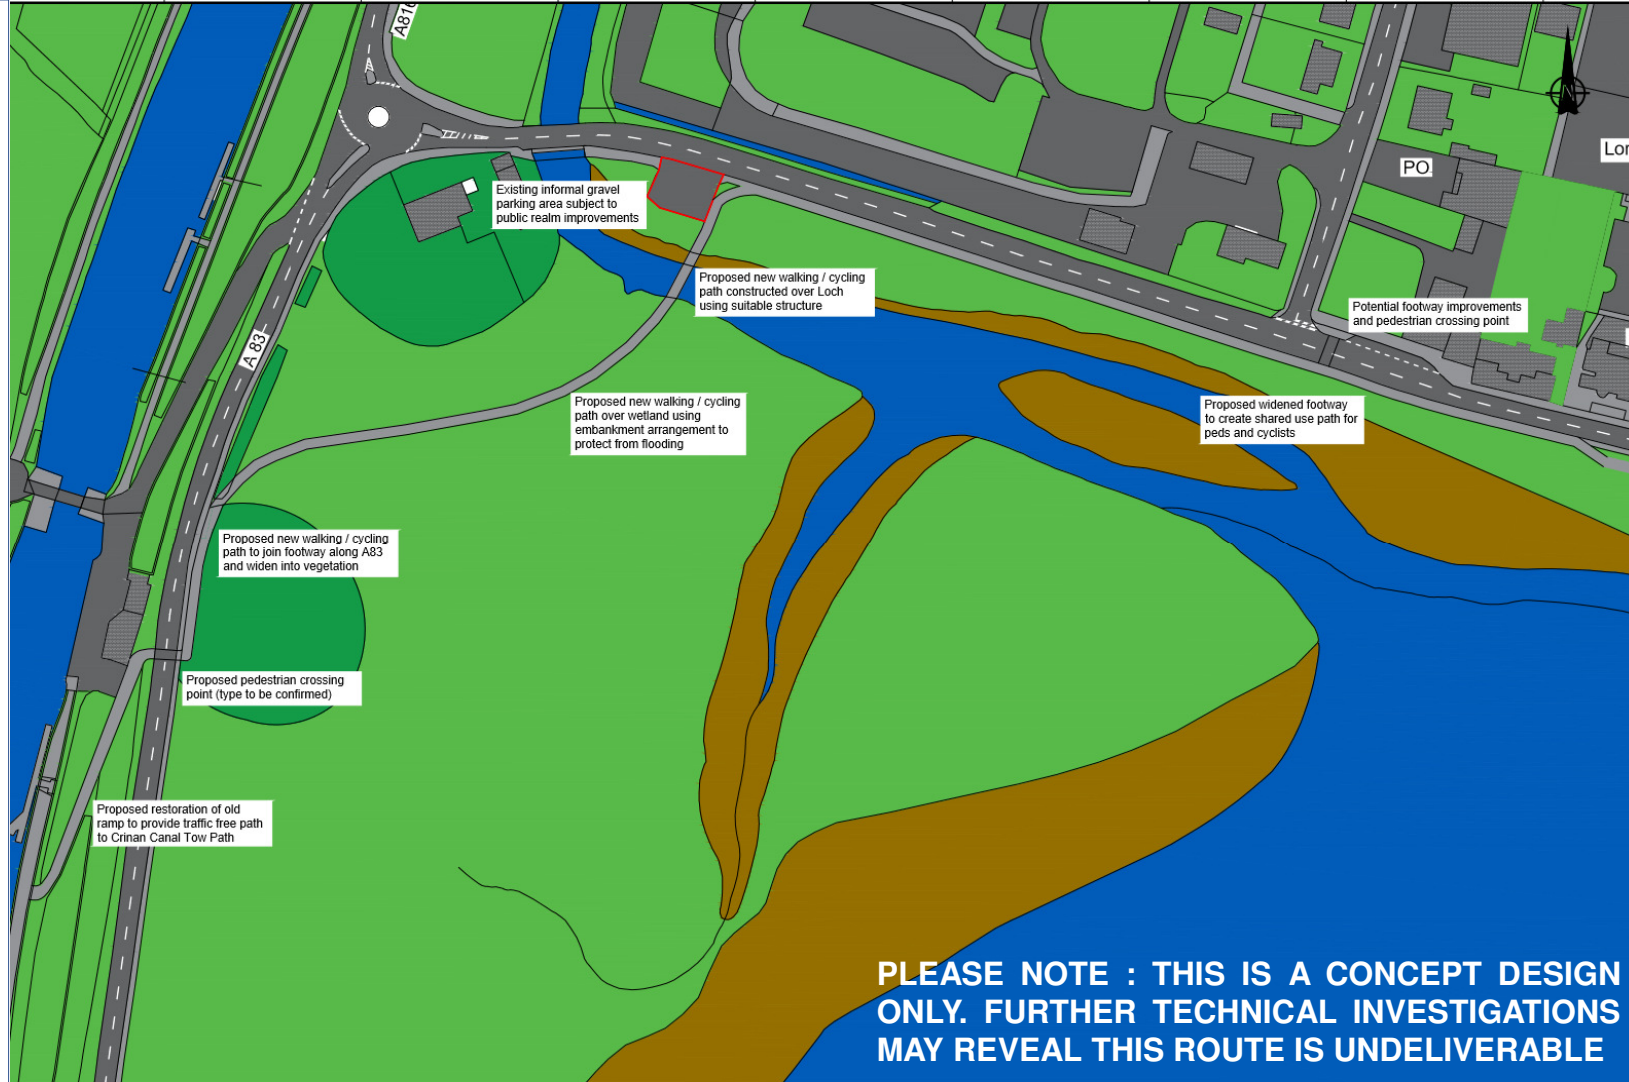 A816
N
Lor
PO
Existing informal gravel
parking area subject to
public realm improvements
Proposed new walking / cycling
path constructed over Loch
using suitable structure
Potential footway improvements
and pedestrian crossing point
A 83
Proposed new walking / cycling
path over wetland using
embankment arrangement to
protect from flooding
Proposed widened footway
to create shared use path for
peds and cyclists
Proposed new walking / cycling
path to join footway along A83
and widen into vegetation
Proposed pedestrian crossing
point (type to be confirmed)
Proposed restoration of old
ramp to provide traffic free path
to Crinan Canal Tow Path
PLEASE NOTE : THIS IS A CONCEPT DESIGN
ONLY. FURTHER TECHNICAL INVESTIGATIONS
MAY REVEAL THIS ROUTE IS UNDELIVERABLE